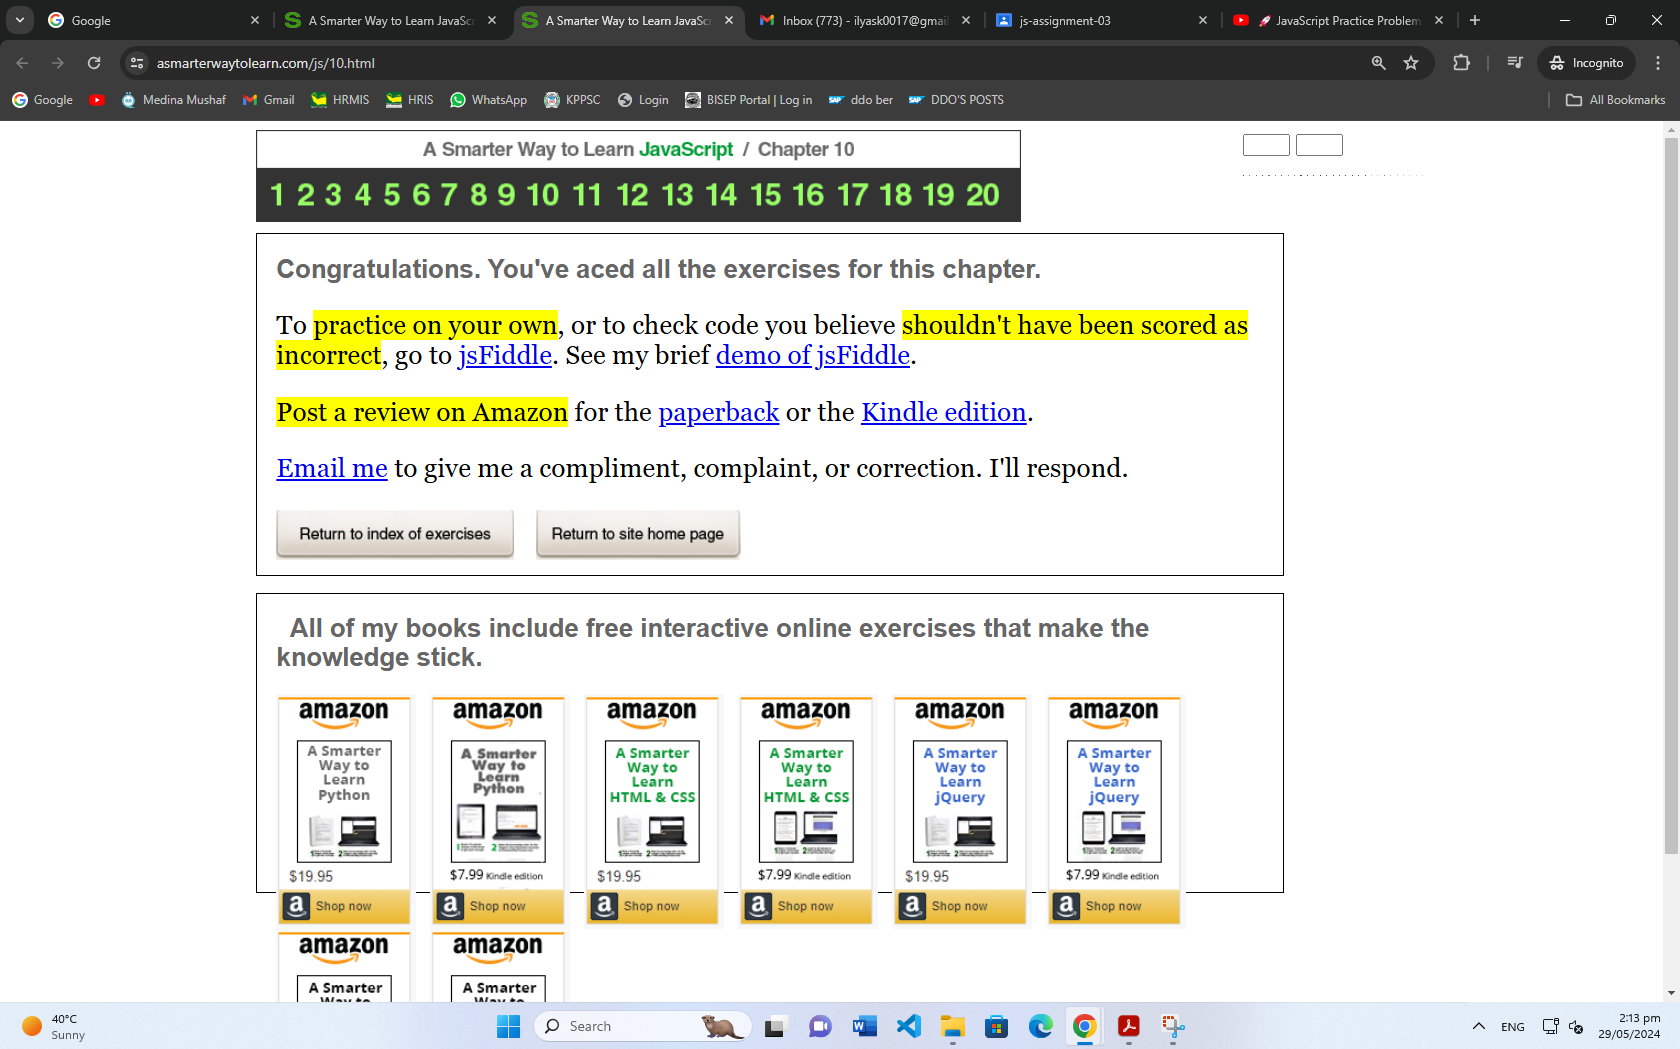 Google
A Smarter Way to Learn JavaSc
A Smarter Way to Learn JavaSc
Inbox (773) - ilyask0017@gmai
js-assignment-03
JavaScript Practice Problem
asmarterwaytolearn.com/js/10.html
Incognito
Google
Medina Mushaf
Gmail
HRMIS
HRIS
WhatsApp
KPPSC
Login
BISEP Portal | Log in
ddo ber
DDO'S POSTS
All Bookmarks
A Smarter Way to Learn JavaScript / Chapter 10
1 2 3 4 5 6 7 8 9 10 11 12 13 14 15 16 17 18 19 20
Congratulations. You've aced all the exercises for this chapter.
To practice on your own, or to check code you believe shouldn't have been scored as
incorrect, go to jsFiddle. See my brief demo of jsFiddle.
Post a review on Amazon for the paperback or the Kindle edition.
Email me to give me a compliment, complaint, or correction. I'll respond.
Return to index of exercises
Return to site home page
All of my books include free interactive online exercises that make the
knowledge stick.
amazon
A Smarter
Way to
Learn
Python
$19.95
Shop now
amazon
A Smarter
Way to
Learn
Python
$7.99 Kindle edition
Shop now
amazon
A Smarter
Way to
Learn
HTML & CSS
$19.95
Shop now
amazon
A Smarter
Way to
Learn
HTML & CSS
$7.99 Kindle edition
Shop now
amazon
A Smarter
Way to
Learn
jQuery
$19.95
Shop now
amazon
A Smarter
Way to
Learn
jQuery
$7.99 Kindle edition
Shop now
amazon
A Smarter
Way to
amazon
A Smarter
Way to
40°C
Sunny
Search
ENG
2:13 pm
29/05/2024